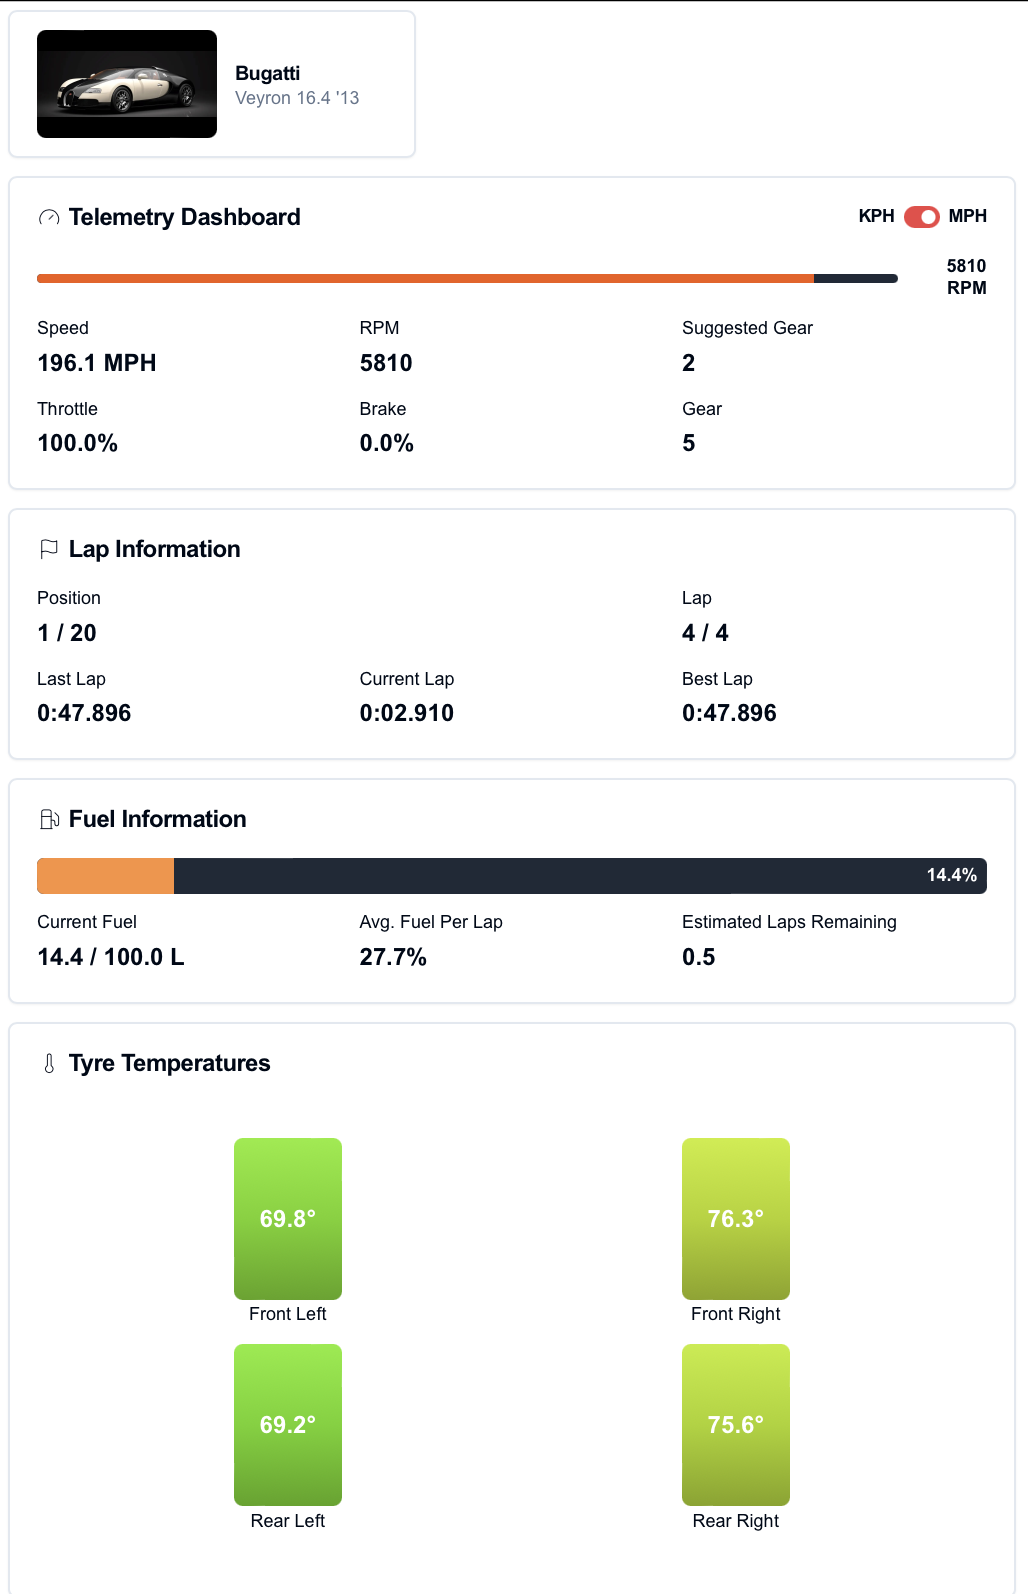 Bugatti
Veyron 16.4 '13
Telemetry Dashboard
KPH MPH
5810
RPM
Speed RPM Suggested Gear
196.1 MPH 5810 2
Throttle Brake Gear
100.0% 0.0% 5
Lap Information
Position Lap
1 / 20 4 / 4
Last Lap Current Lap Best Lap
0:47.896 0:02.910 0:47.896
Fuel Information
14.4%
Current Fuel Avg. Fuel Per Lap Estimated Laps Remaining
14.4 / 100.0 L 27.7% 0.5
Tyre Temperatures
69.8° 76.3°
Front Left Front Right
69.2° 75.6°
Rear Left Rear Right